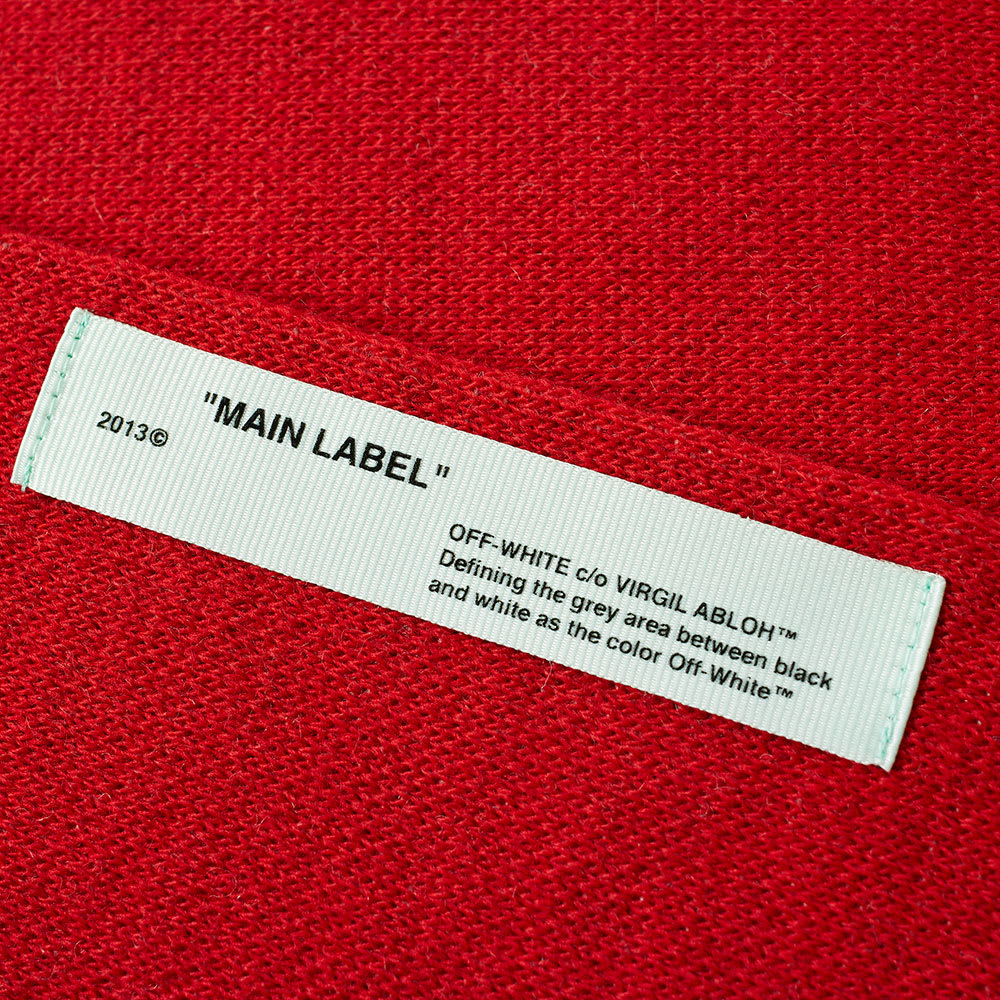 2013©
"MAIN LABEL"
OFF-WHITE c/o VIRGIL ABLOH™
Defining the grey area between black
and white as the color Off-White™